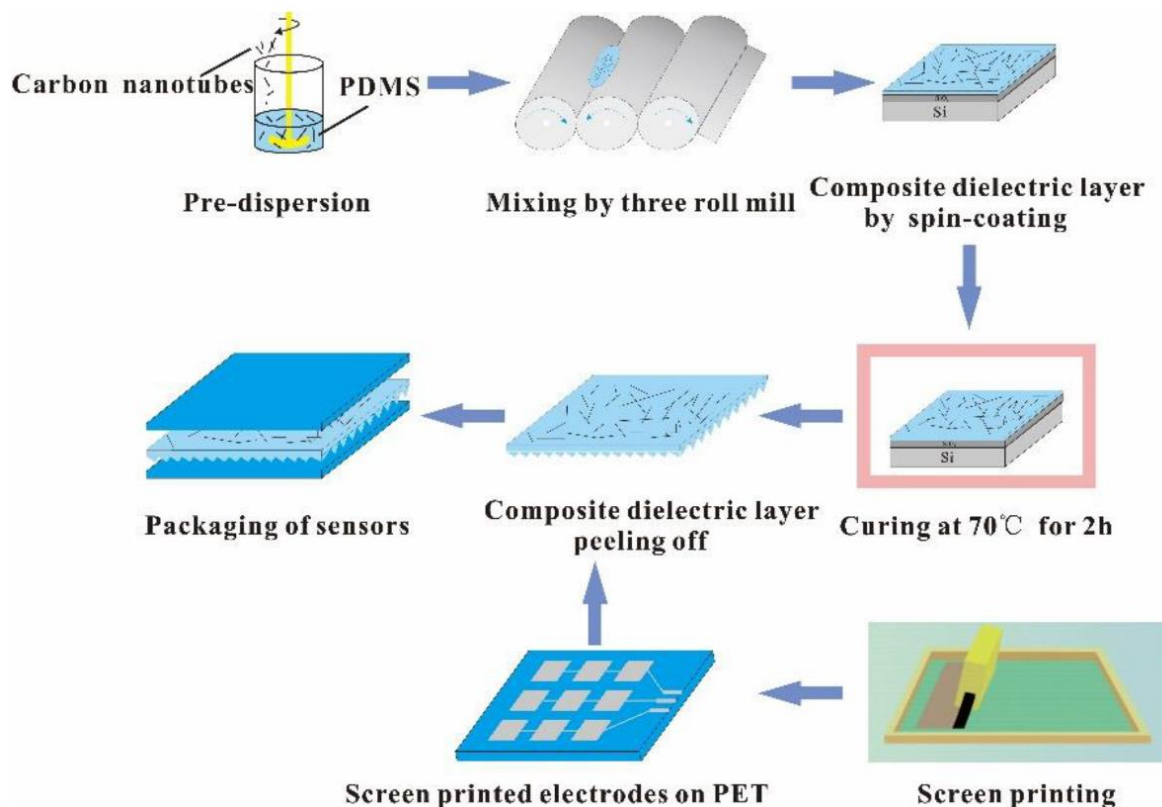 Carbon nanotubes
PDMS
Pre-dispersion
Mixing by three roll mill
Si
Composite dielectric layer
by spin-coating
Packaging of sensors
Composite dielectric layer
peeling off
Si
Curing at 70℃ for 2h
Screen printed electrodes on PET
Screen printing